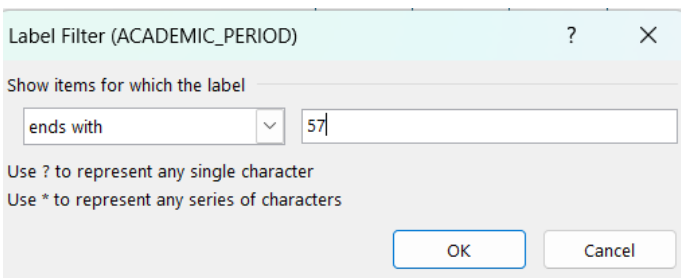 Label Filter (ACADEMIC_PERIOD) ?
Show items for which the label
ends with 57
Use ? to represent any single character
Use * to represent any series of characters
OK Cancel